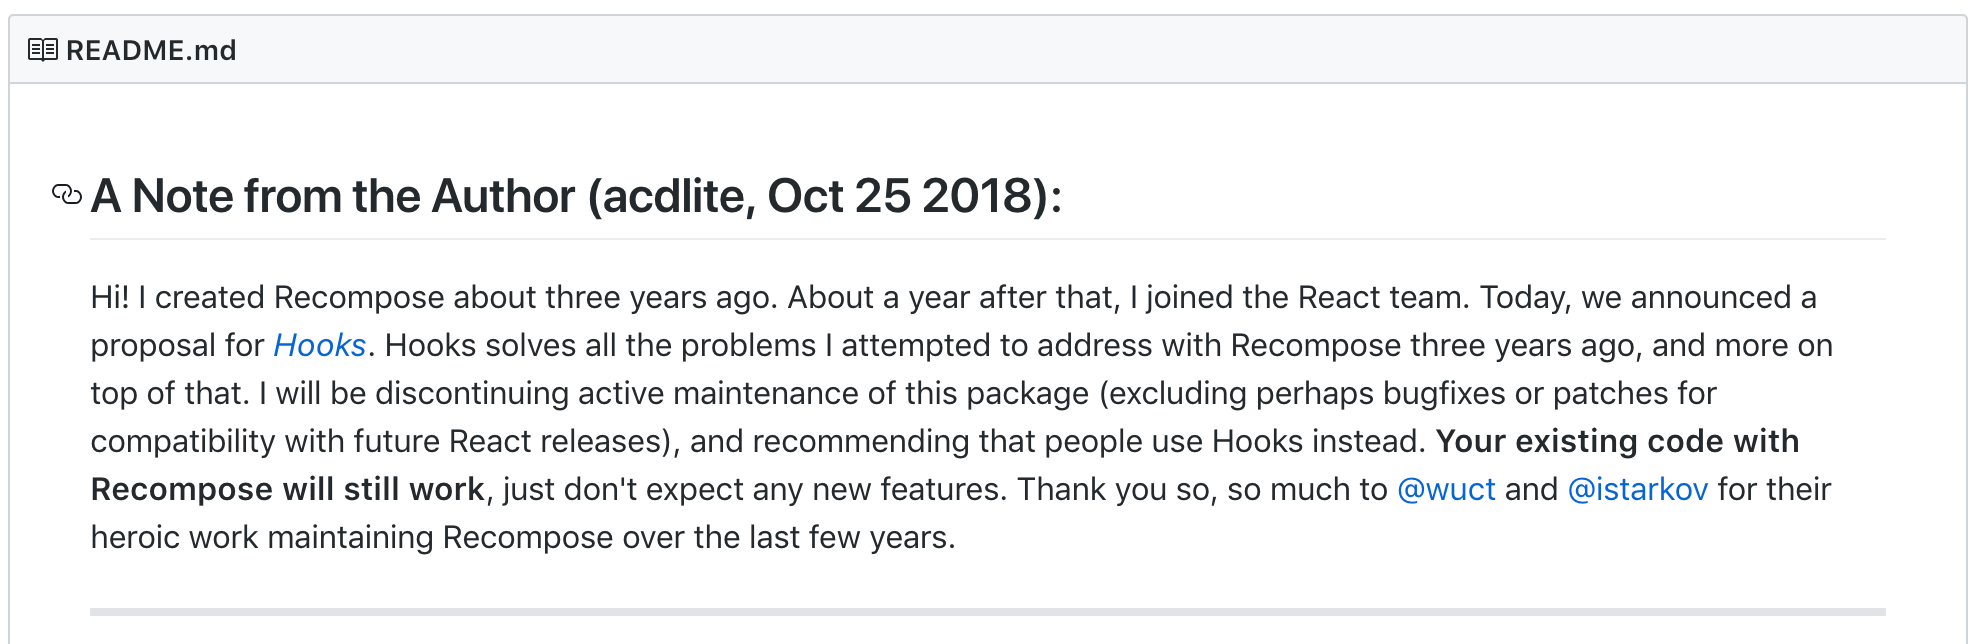 README.md
A Note from the Author (acdlite, Oct 25 2018):
Hi! I created Recompose about three years ago. About a year after that, I joined the React team. Today, we announced a
proposal for Hooks. Hooks solves all the problems I attempted to address with Recompose three years ago, and more on
top of that. I will be discontinuing active maintenance of this package (excluding perhaps bugfixes or patches for
compatibility with future React releases), and recommending that people use Hooks instead. Your existing code with
Recompose will still work, just don't expect any new features. Thank you so, so much to @wuct and @istarkov for their
heroic work maintaining Recompose over the last few years.